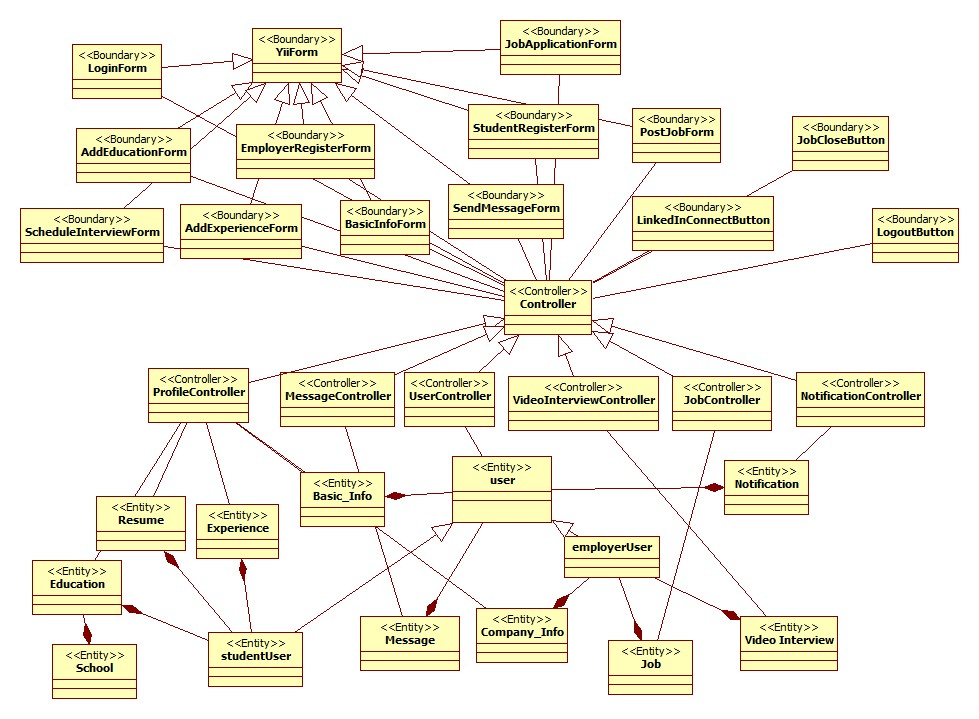 <<Boundary>>
YiiForm
<<Boundary>>
JobApplicationForm
<<Boundary>>
LoginForm
<<Boundary>>
StudentRegisterForm
<<Boundary>>
PostJobForm
<<Boundary>>
JobCloseButton
<<Boundary>>
AddEducationForm
<<Boundary>>
EmployerRegisterForm
<<Boundary>>
SendMessageForm
<<Boundary>>
LinkedInConnectButton
<<Boundary>>
ScheduleInterviewForm
<<Boundary>>
AddExperienceForm
<<Boundary>>
BasicInfoForm
<<Boundary>>
LogoutButton
<<Controller>>
Controller
<<Controller>>
ProfileController
<<Controller>>
MessageController
<<Controller>>
UserController
<<Controller>>
VideoInterviewController
<<Controller>>
JobController
<<Controller>>
NotificationController
<<Entity>>
Basic_Info
<<Entity>>
user
<<Entity>>
Notification
<<Entity>>
Resume
<<Entity>>
Experience
employerUser
<<Entity>>
Education
<<Entity>>
School
<<Entity>>
studentUser
<<Entity>>
Message
<<Entity>>
Company_Info
<<Entity>>
Job
<<Entity>>
Video Interview